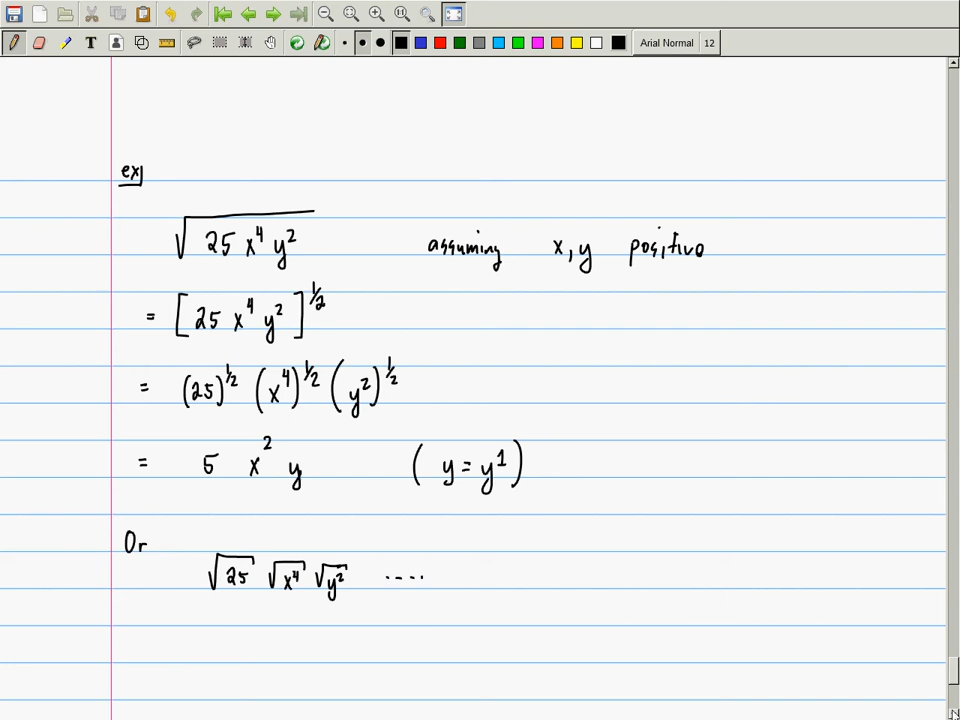 Arial Normal 12
ex)
√25 x⁴ y² assuming x, y positive
= [25 x⁴ y²]^½
= (25)^½ (x⁴)^½ (y²)^½
= 5 x² y ( y = y¹ )
Or
√25 √x⁴ √y² ....